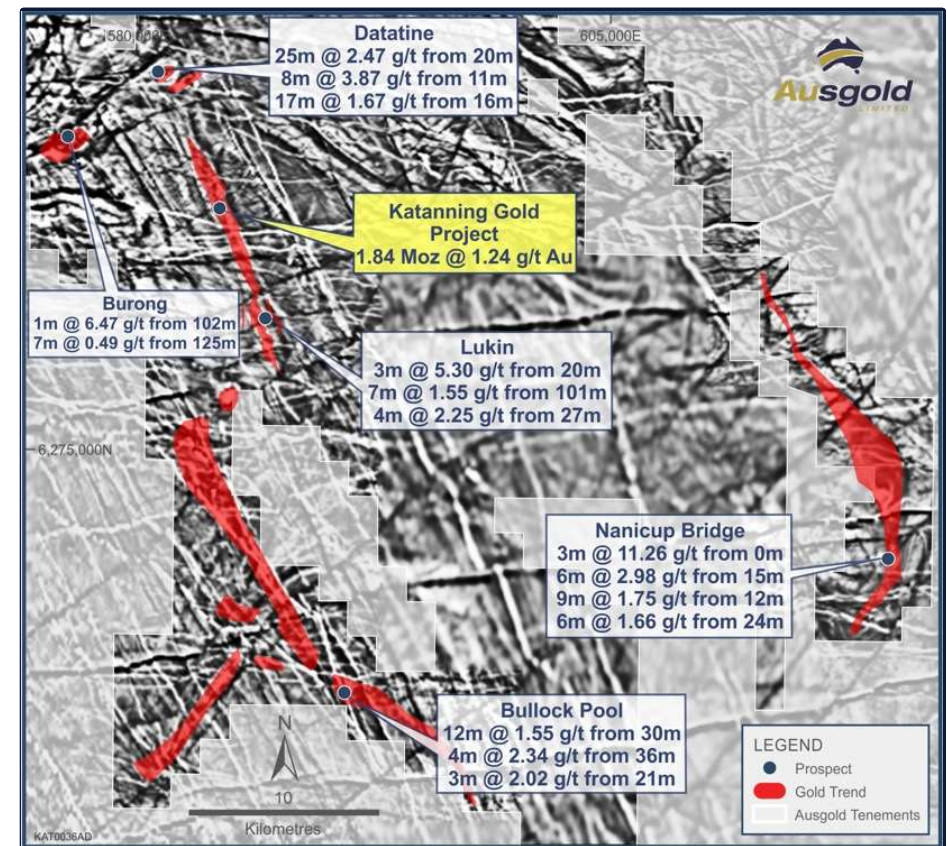 580,000E
605,000E
Datatine
25m @ 2.47 g/t from 20m
8m @ 3.87 g/t from 11m
17m @ 1.67 g/t from 16m
Ausgold
LIMITED
Katanning Gold
Project
1.84 Moz @ 1.24 g/t Au
Burong
1m @ 6.47 g/t from 102m
7m @ 0.49 g/t from 125m
Lukin
3m @ 5.30 g/t from 20m
7m @ 1.55 g/t from 101m
4m @ 2.25 g/t from 27m
6,275,000N
Nanicup Bridge
3m @ 11.26 g/t from 0m
6m @ 2.98 g/t from 15m
9m @ 1.75 g/t from 12m
6m @ 1.66 g/t from 24m
Bullock Pool
12m @ 1.55 g/t from 30m
4m @ 2.34 g/t from 36m
3m @ 2.02 g/t from 21m
N
10
Kilometres
LEGEND
Prospect
Gold Trend
Ausgold Tenements
KAT0036AD